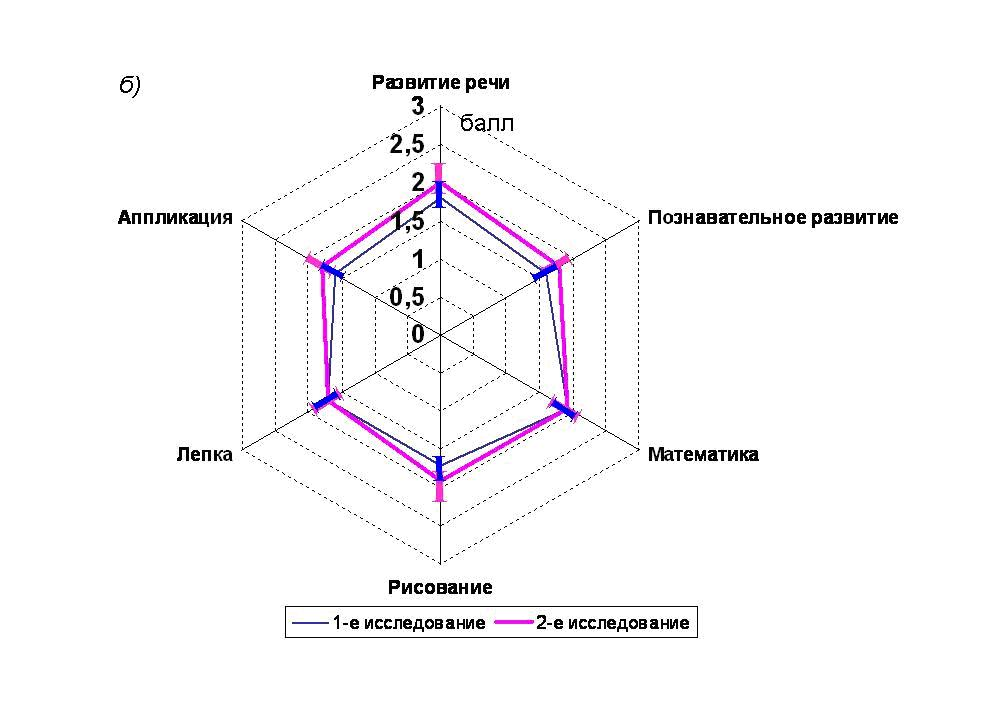 б)
Развитие речи
3
балл
2,5
2
1,5
1
0,5
0
Аппликация
Познавательное развитие
Лепка
Математика
Рисование
1-е исследование 2-е исследование